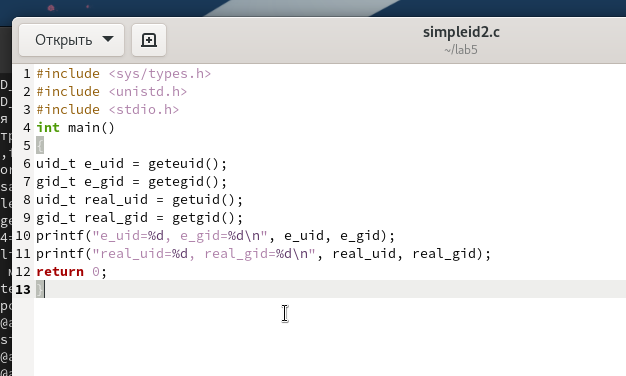 Открыть
simpleid2.c
~/lab5
1 #include <sys/types.h>
2 #include <unistd.h>
3 #include <stdio.h>
4 int main()
5 {
6 uid_t e_uid = geteuid();
7 gid_t e_gid = getegid();
8 uid_t real_uid = getuid();
9 gid_t real_gid = getgid();
10 printf("e_uid=%d, e_gid=%d\n", e_uid, e_gid);
11 printf("real_uid=%d, real_gid=%d\n", real_uid, real_gid);
12 return 0;
13 }